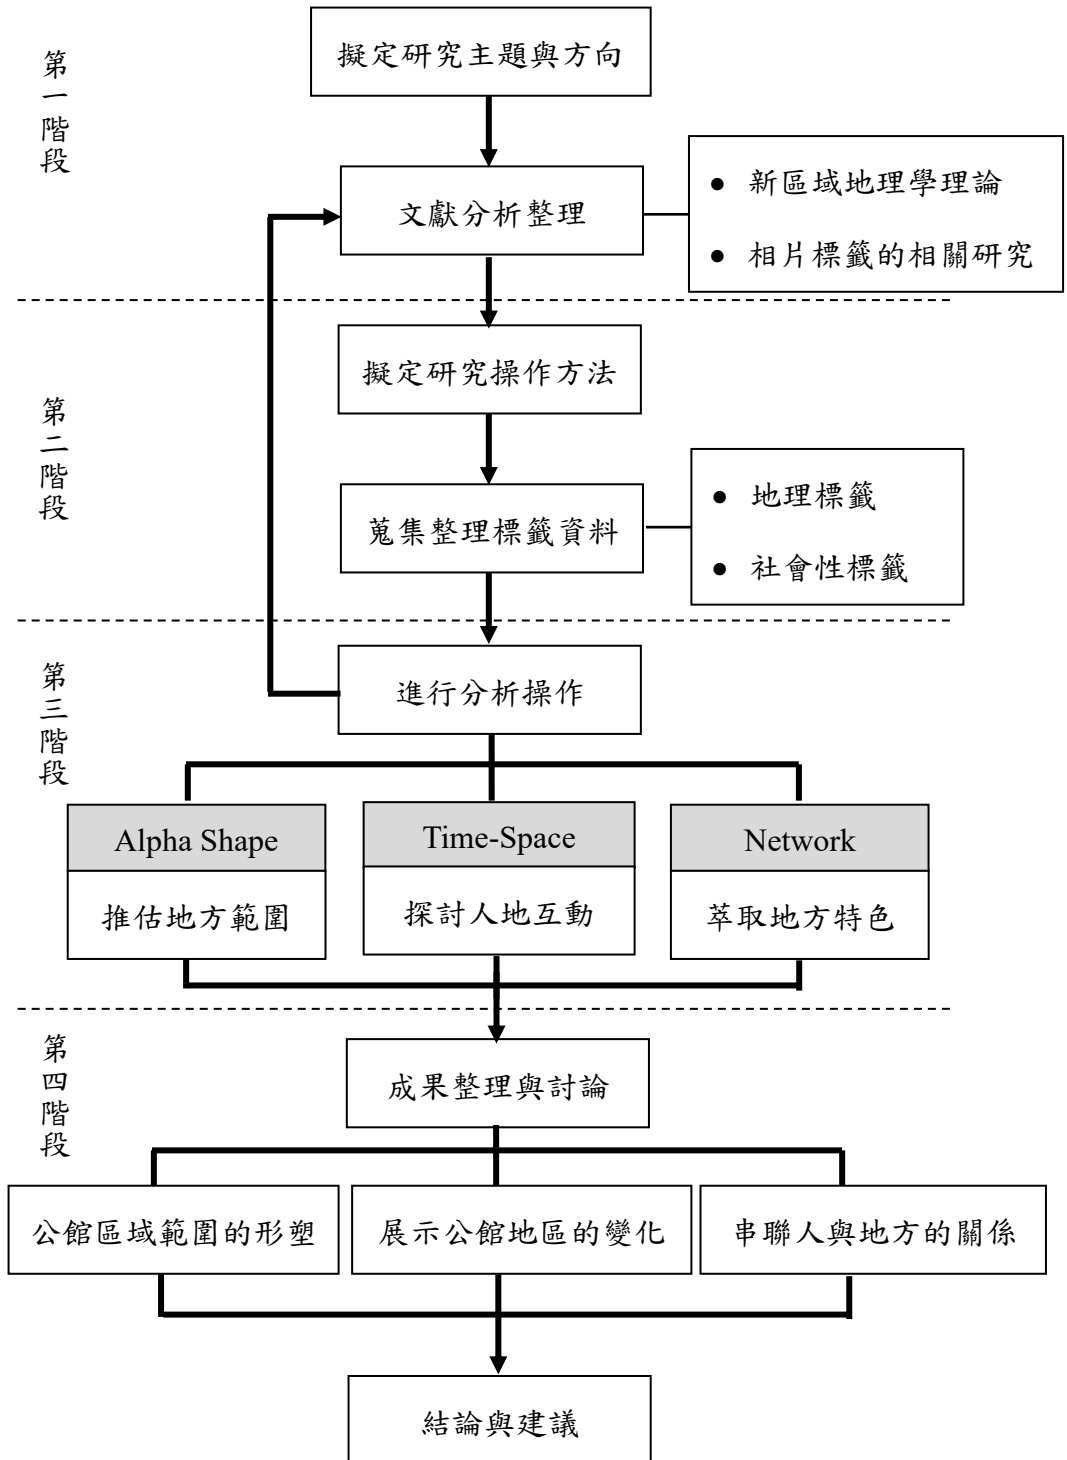 第一階段
擬定研究主題與方向
文獻分析整理
● 新區域地理學理論
● 相片標籤的相關研究
第二階段
擬定研究操作方法
蒐集整理標籤資料
● 地理標籤
● 社會性標籤
第三階段
進行分析操作
Alpha Shape
推估地方範圍
Time-Space
探討人地互動
Network
萃取地方特色
第四階段
成果整理與討論
公館區域範圍的形塑
展示公館地區的變化
串聯人與地方的關係
結論與建議